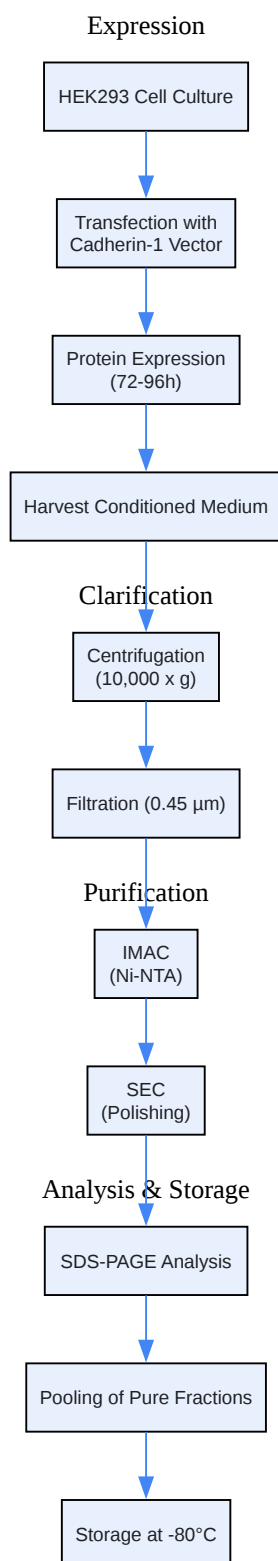 Expression
HEK293 Cell Culture
Transfection with
Cadherin-1 Vector
Protein Expression
(72-96h)
Harvest Conditioned Medium
Clarification
Centrifugation
(10,000 x g)
Filtration (0.45 µm)
Purification
IMAC
(Ni-NTA)
SEC
(Polishing)
Analysis & Storage
SDS-PAGE Analysis
Pooling of Pure Fractions
Storage at -80°C